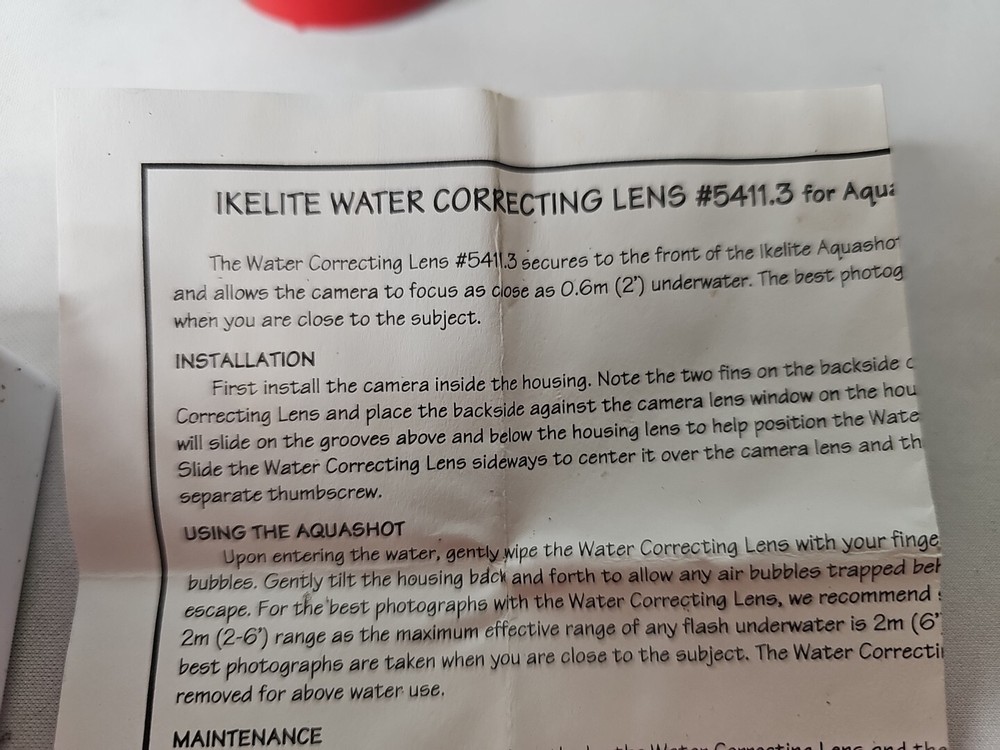 IKELITE WATER CORRECTING LENS #5411.3 for Aqua
The Water Correcting Lens #5411.3 secures to the front of the Ikelite Aquashot
and allows the camera to focus as close as 0.6m (2') underwater. The best photog
when you are close to the subject.
INSTALLATION
First install the camera inside the housing. Note the two fins on the backside
Correcting Lens and place the backside against the camera lens window on the hou
will slide on the grooves above and below the housing lens to help position the Wate
Slide the Water Correcting Lens sideways to center it over the camera lens and th
separate thumbscrew.
USING THE AQUASHOT
Upon entering the water, gently wipe the Water Correcting Lens with your finge
bubbles. Gently tilt the housing back and forth to allow any air bubbles trapped beh
escape. For the best photographs with the Water Correcting Lens, we recommend
2m (2-6') range as the maximum effective range of any flash underwater is 2m (6'
best photographs are taken when you are close to the subject. The Water Correcti
removed for above water use.
MAINTENANCE
the Water Correcting Lens and the